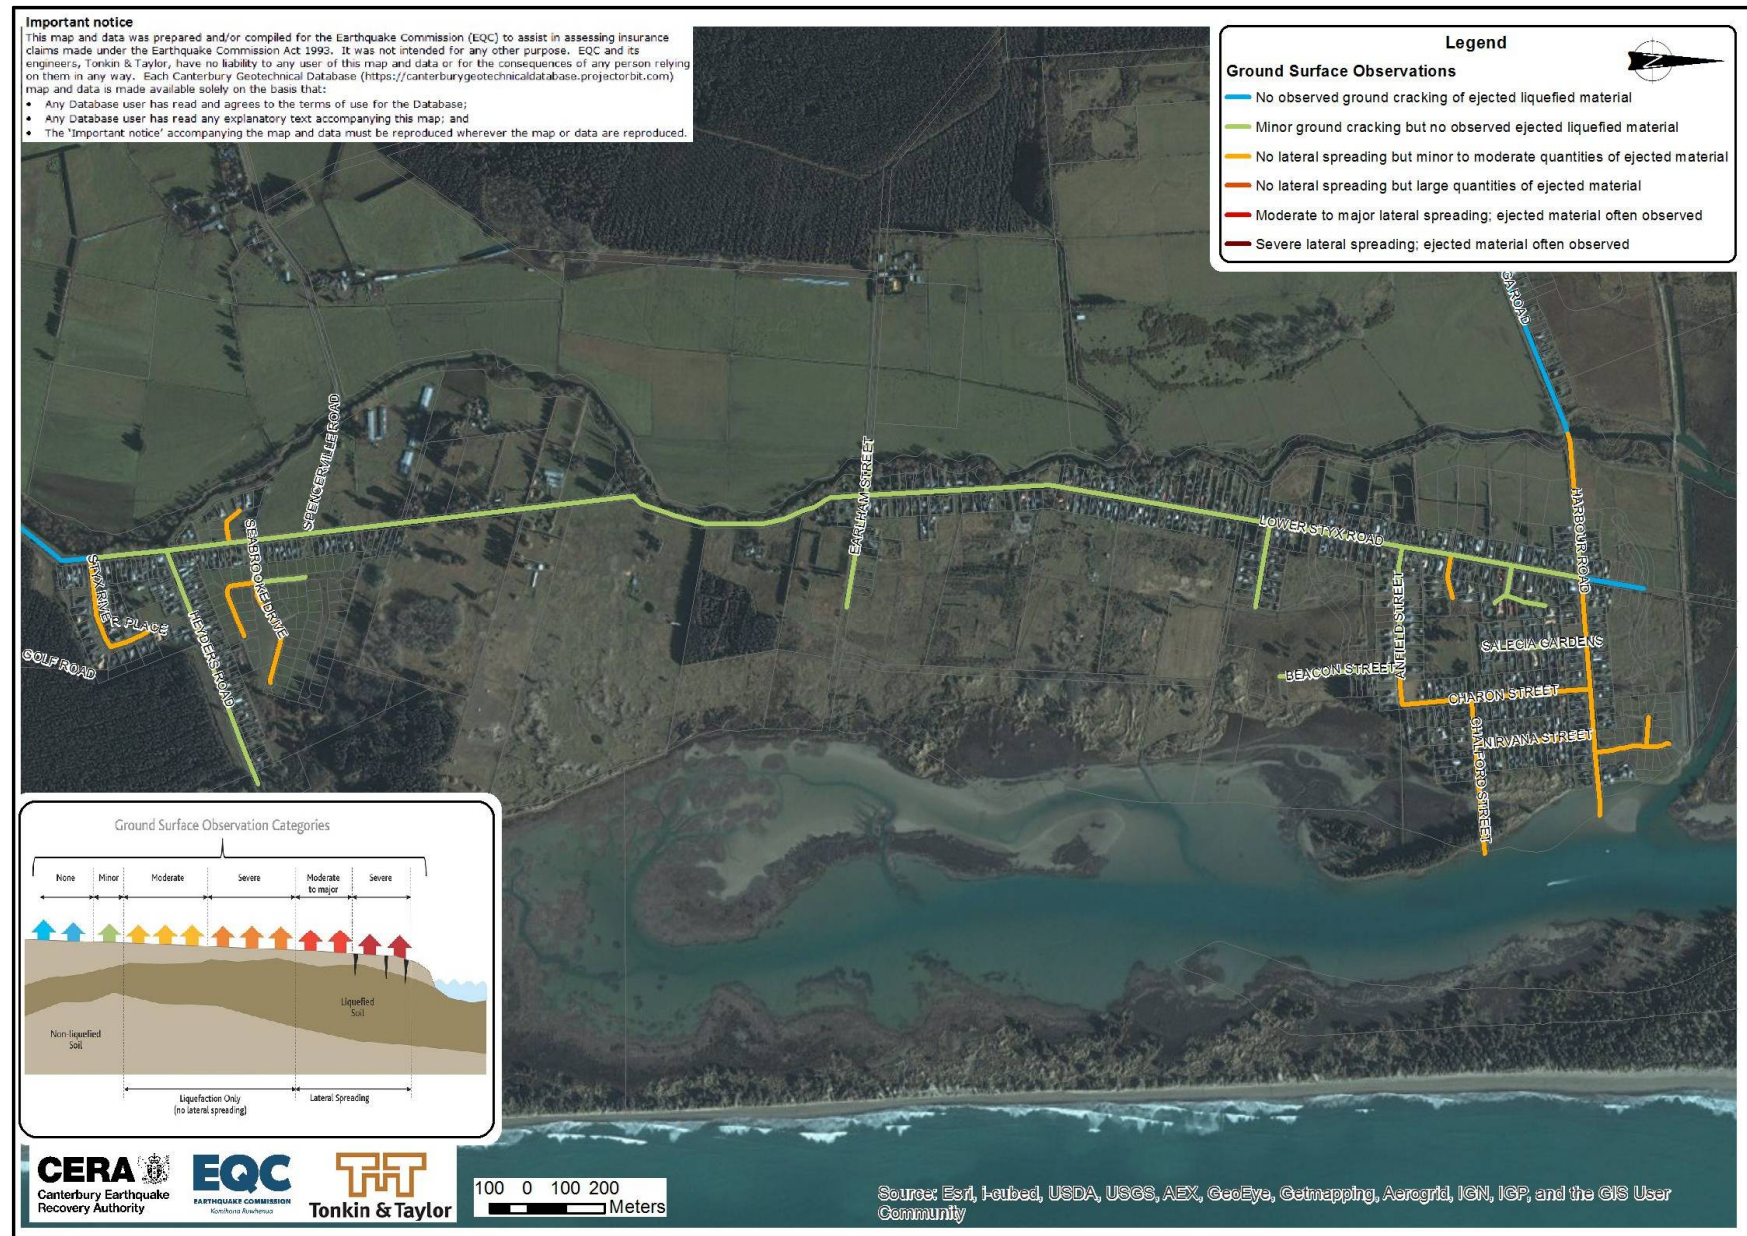 Important notice
This map and data was prepared and/or compiled for the Earthquake Commission (EQC) to assist in assessing insurance
claims made under the Earthquake Commission Act 1993. It was not intended for any other purpose. EQC and its
engineers, Tonkin & Taylor, have no liability to any user of this map and data or for the consequences of any person relying
on them in any way. Each Canterbury Geotechnical Database (https://canterburygeotechnicaldatabase.projectorbit.com)
map and data is made available solely on the basis that:
• Any Database user has read and agrees to the terms of use for the Database;
• Any Database user has read any explanatory text accompanying this map; and
• The 'Important notice' accompanying the map and data must be reproduced wherever the map or data are reproduced.
Legend
Z
Ground Surface Observations
No observed ground cracking of ejected liquefied material
Minor ground cracking but no observed ejected liquefied material
No lateral spreading but minor to moderate quantities of ejected material
No lateral spreading but large quantities of ejected material
Moderate to major lateral spreading; ejected material often observed
Severe lateral spreading; ejected material often observed
GA ROAD
SPENCERVILLE ROAD
EARLHAM STREET
LOWER STYX ROAD
HARBOUR ROAD
SEABROOKE DRIVE
STYX RIVER PLACE
HEYDERS ROAD
GOLF ROAD
ANFIELD STREET
SALECIA GARDENS
BEACON STREET
CHARON STREET
NIRVANA STREET
CHALFORD STREET
Ground Surface Observation Categories
None Minor Moderate Severe Moderate to major Severe
Liquefied
Soil
Non-liquefied
Soil
Liquefaction Only
(no lateral spreading)
Lateral Spreading
CERA
Canterbury Earthquake
Recovery Authority
EQC
EARTHQUAKE COMMISSION
Kōmihana Rūwhenua
T+T
Tonkin & Taylor
100 0 100 200
Meters
Source: Esri, i-cubed, USDA, USGS, AEX, GeoEye, Getmapping, Aerogrid, IGN, IGP, and the GIS User
Community